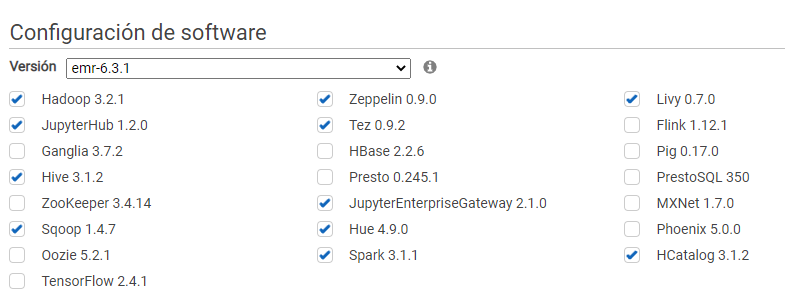 Configuración de software
Versión emr-6.3.1
Hadoop 3.2.1 Zeppelin 0.9.0 Livy 0.7.0
JupyterHub 1.2.0 Tez 0.9.2 Flink 1.12.1
Ganglia 3.7.2 HBase 2.2.6 Pig 0.17.0
Hive 3.1.2 Presto 0.245.1 PrestoSQL 350
ZooKeeper 3.4.14 JupyterEnterpriseGateway 2.1.0 MXNet 1.7.0
Sqoop 1.4.7 Hue 4.9.0 Phoenix 5.0.0
Oozie 5.2.1 Spark 3.1.1 HCatalog 3.1.2
TensorFlow 2.4.1